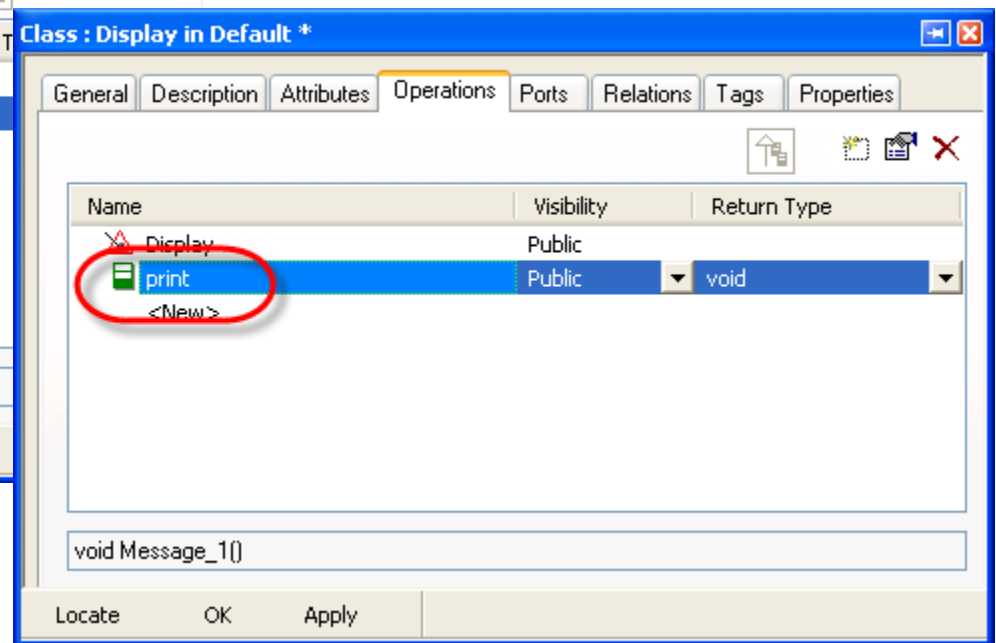 T
Class : Display in Default *
General Description Attributes Operations Ports Relations Tags Properties
Name Visibility Return Type
Display Public
print Public void
<New>
void Message_1()
Locate OK Apply